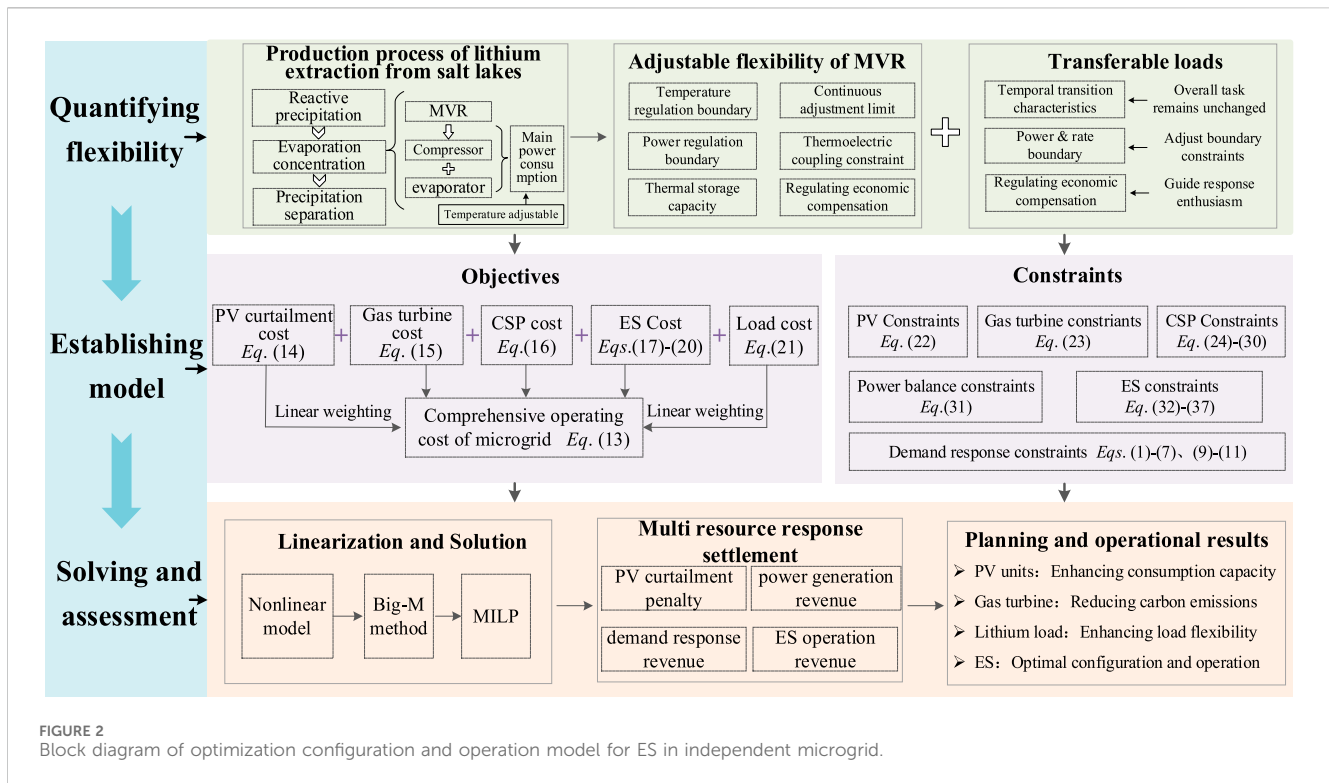 Quantifying
flexibility
Production process of lithium
extraction from salt lakes
Reactive
precipitation
Evaporation
concentration
Precipitation
separation
MVR
Compressor
evaporator
Main
power
consu
mption
Temperature adjustable
Adjustable flexibility of MVR
Temperature
regulation boundary
Continuous
adjustment limit
Power regulation
boundary
Thermoelectric
coupling constraint
Thermal storage
capacity
Regulating economic
compensation
Transferable loads
Temporal transition
characteristics
Overall task
remains unchanged
Power & rate
boundary
Adjust boundary
constraints
Regulating economic
compensation
Guide response
enthusiasm
Establishing
model
Objectives
PV curtailment
cost
Eq. (14)
+
Gas turbine
cost
Eq. (15)
+
CSP cost
Eq.(16)
+
ES Cost
Eqs.(17)-(20)
+
Load cost
Eq.(21)
Linear weighting
Comprehensive operating
cost of microgrid Eq. (13)
Linear weighting
Constraints
PV Constraints
Eq. (22)
Gas turbine constriants
Eq. (23)
CSP Constraints
Eq. (24)-(30)
Power balance constraints
Eq.(31)
ES constraints
Eq. (32)-(37)
Demand response constraints Eqs. (1)-(7)、(9)-(11)
Solving and
assessment
Linearization and Solution
Nonlinear
model
Big-M
method
MILP
Multi resource response
settlement
PV curtailment
penalty
power generation
revenue
demand response
revenue
ES operation
revenue
Planning and operational results
➢ PV units：Enhancing consumption capacity
➢ Gas turbine：Reducing carbon emissions
➢ Lithium load：Enhancing load flexibility
➢ ES：Optimal configuration and operation
FIGURE 2
Block diagram of optimization configuration and operation model for ES in independent microgrid.